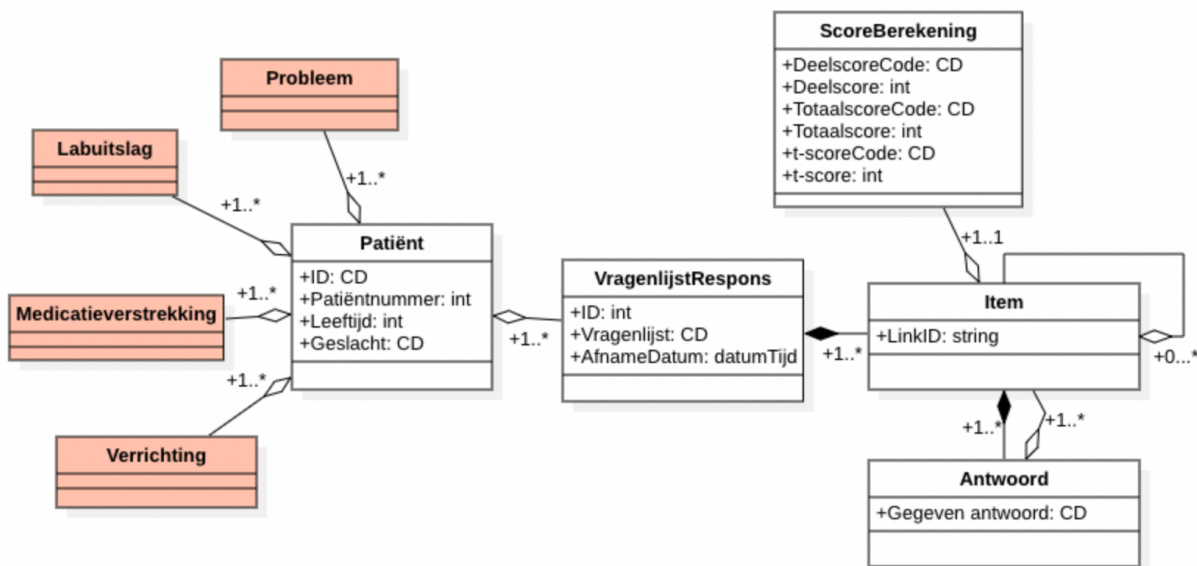 ScoreBerekening
+DeelscoreCode: CD
+Deelscore: int
+TotaalscoreCode: CD
+Totaalscore: int
+t-scoreCode: CD
+t-score: int
Probleem
Labuitslag
+1..*
+1..*
Patiënt
+ID: CD
+Patiëntnummer: int
+Leeftijd: int
+Geslacht: CD
+1..1
VragenlijstRespons
+ID: int
+Vragenlijst: CD
+AfnameDatum: datumTijd
Item
+LinkID: string
Medicatieverstrekking
+1..*
+1..*
+1..*
+0...*
+1..*
Verrichting
+1..*
+1..*
Antwoord
+Gegeven antwoord: CD